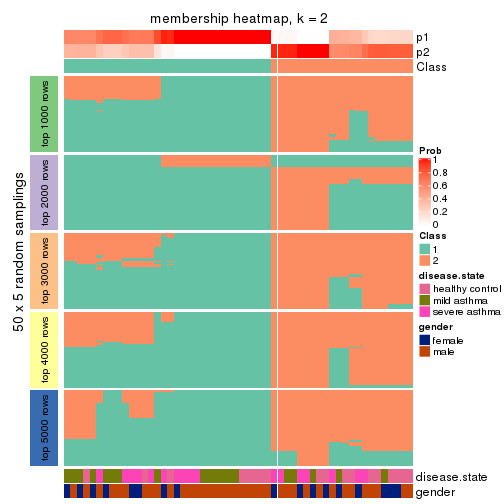 membership heatmap, k = 2
p1
p2
Class
50 x 5 random samplings
top 1000 rows
top 2000 rows
top 3000 rows
top 4000 rows
top 5000 rows
Prob
1
0.8
0.6
0.4
0.2
0
Class
1
2
disease.state
healthy control
mild asthma
severe asthma
gender
female
male
disease.state
gender